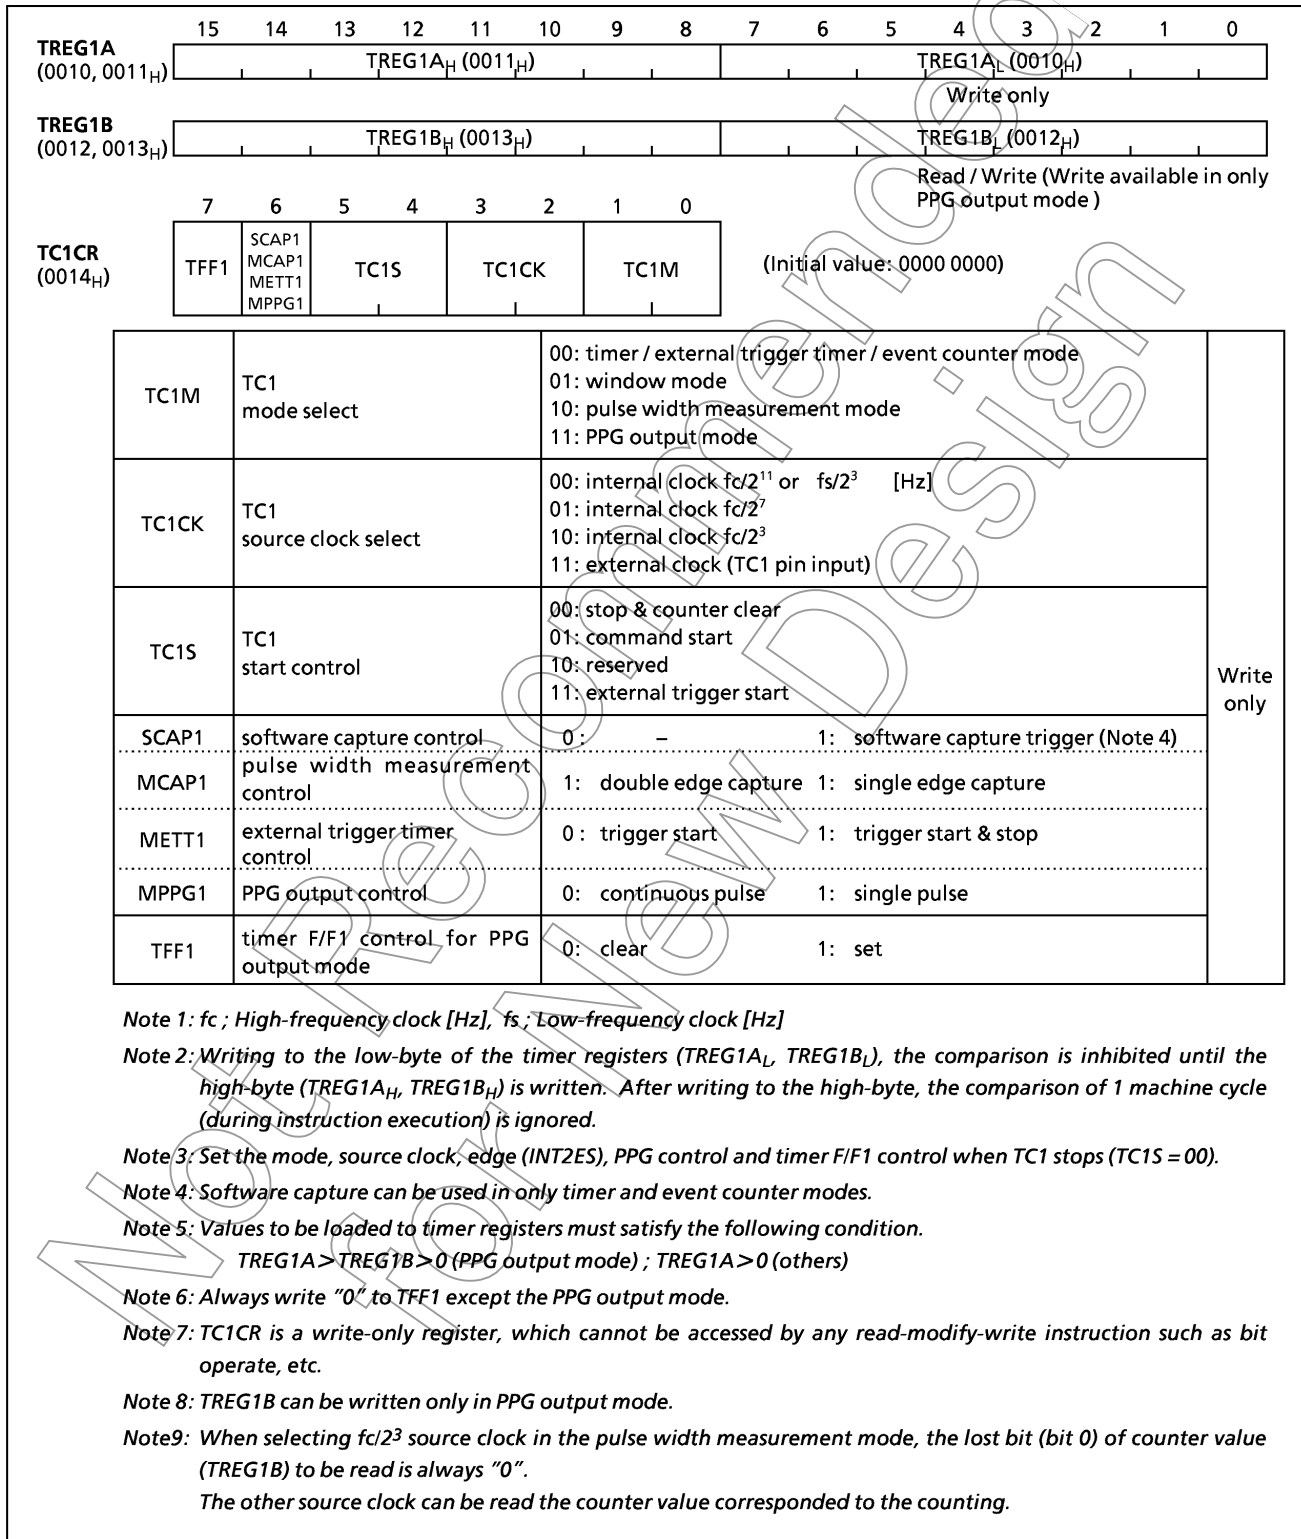 15 14 13 12 11 10 9 8 7 6 5 4 3 2 1 0
TREG1A
(0010, 0011H)
TREG1AH (0011H) TREG1AL (0010H)
Write only
TREG1B
(0012, 0013H)
TREG1BH (0013H) TREG1BL (0012H)
Read / Write (Write available in only
PPG output mode )
7 6 5 4 3 2 1 0
TC1CR
(0014H)
TFF1 SCAP1 TC1S TC1CK TC1M (Initial value: 0000 0000)
MCAP1
METT1
MPPG1
TC1M TC1
mode select
00: timer / external trigger timer / event counter mode
01: window mode
10: pulse width measurement mode
11: PPG output mode
TC1CK TC1
source clock select
00: internal clock fc/2¹¹ or fs/2³ [Hz]
01: internal clock fc/2⁷
10: internal clock fc/2³
11: external clock (TC1 pin input)
TC1S TC1
start control
00: stop & counter clear
01: command start
10: reserved
11: external trigger start
Write
only
SCAP1 software capture control 0 : – 1: software capture trigger (Note 4)
MCAP1 pulse width measurement
control
1: double edge capture 1: single edge capture
METT1 external trigger timer
control
0 : trigger start 1: trigger start & stop
MPPG1 PPG output control 0: continuous pulse 1: single pulse
TFF1 timer F/F1 control for PPG
output mode
0: clear 1: set
Note 1: fc ; High-frequency clock [Hz], fs ; Low-frequency clock [Hz]
Note 2: Writing to the low-byte of the timer registers (TREG1AL, TREG1BL), the comparison is inhibited until the
high-byte (TREG1AH, TREG1BH) is written. After writing to the high-byte, the comparison of 1 machine cycle
(during instruction execution) is ignored.
Note 3: Set the mode, source clock, edge (INT2ES), PPG control and timer F/F1 control when TC1 stops (TC1S = 00).
Note 4: Software capture can be used in only timer and event counter modes.
Note 5: Values to be loaded to timer registers must satisfy the following condition.
TREG1A > TREG1B > 0 (PPG output mode) ; TREG1A > 0 (others)
Note 6: Always write "0" to TFF1 except the PPG output mode.
Note 7: TC1CR is a write-only register, which cannot be accessed by any read-modify-write instruction such as bit
operate, etc.
Note 8: TREG1B can be written only in PPG output mode.
Note9: When selecting fc/2³ source clock in the pulse width measurement mode, the lost bit (bit 0) of counter value
(TREG1B) to be read is always "0".
The other source clock can be read the counter value corresponded to the counting.
Not Recommended
for New Design